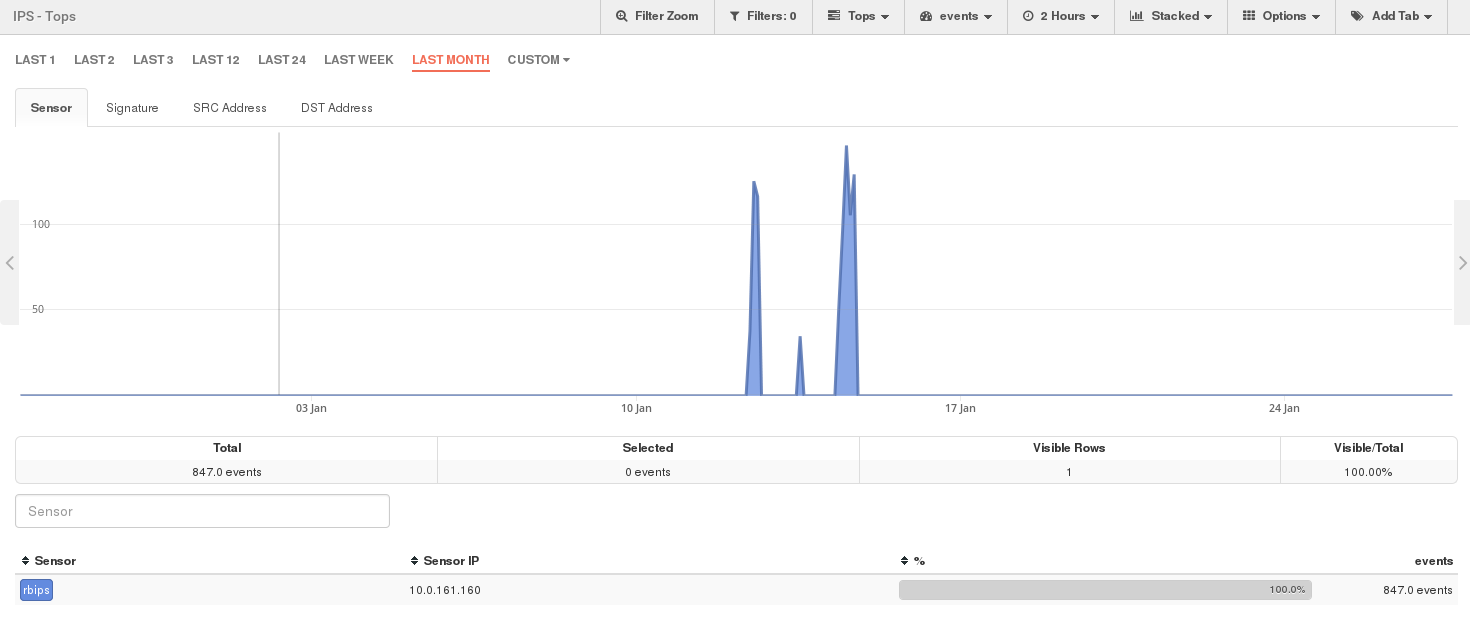 IPS - Tops
Filter Zoom
Filters: 0
Tops
events
2 Hours
Stacked
Options
Add Tab
LAST 1 LAST 2 LAST 3 LAST 12 LAST 24 LAST WEEK LAST MONTH CUSTOM
Sensor Signature SRC Address DST Address
100
50
03 Jan 10 Jan 17 Jan 24 Jan
Total Selected Visible Rows Visible/Total
847.0 events 0 events 1 100.00%
Sensor
Sensor Sensor IP % events
rbips 10.0.161.160 100.0% 847.0 events